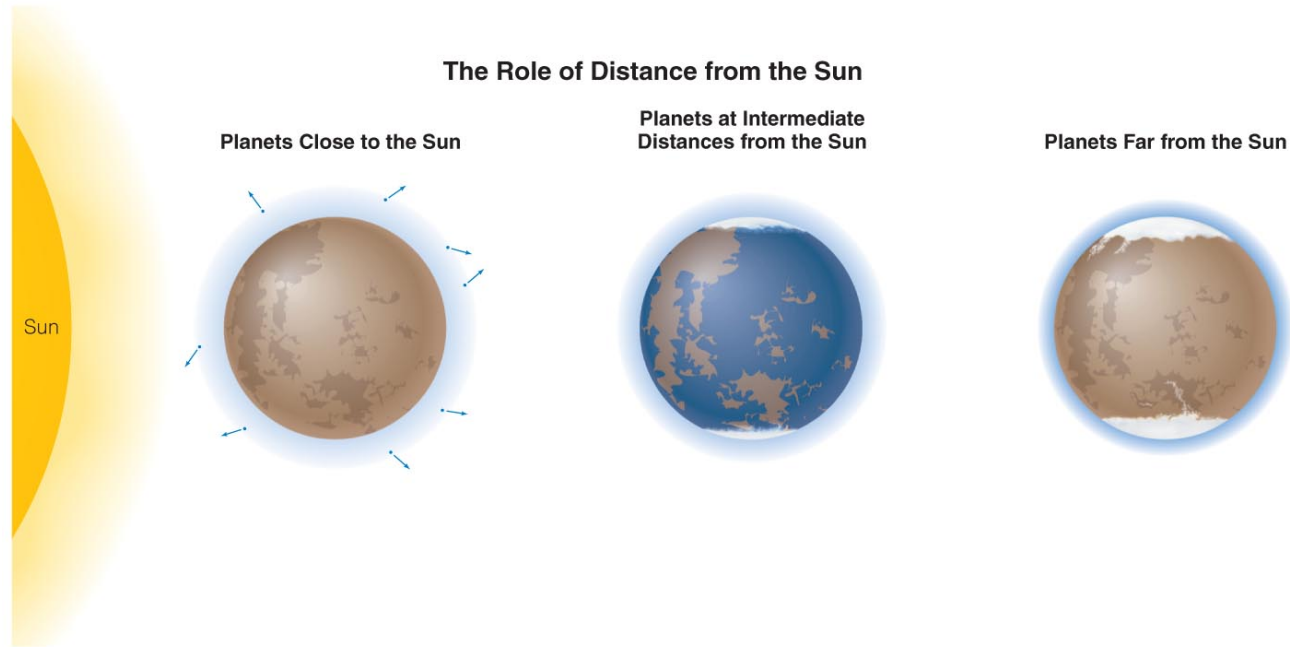 The Role of Distance from the Sun
Planets Close to the Sun
Planets at Intermediate
Distances from the Sun
Planets Far from the Sun
Sun